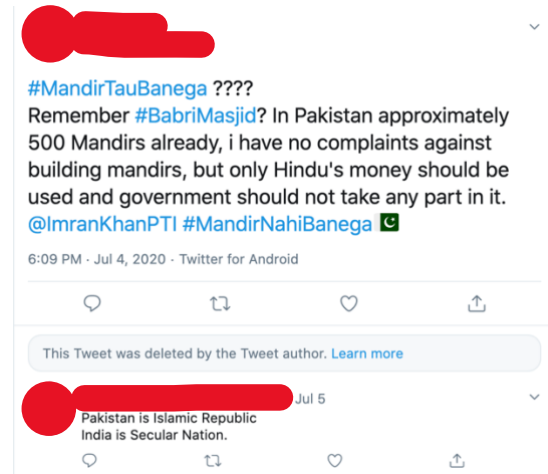 #MandirTauBanega ????
Remember #BabriMasjid? In Pakistan approximately
500 Mandirs already, i have no complaints against
building mandirs, but only Hindu's money should be
used and government should not take any part in it.
@ImranKhanPTI #MandirNahiBanega 🇵🇰
6:09 PM · Jul 4, 2020 · Twitter for Android
This Tweet was deleted by the Tweet author. Learn more
Jul 5
Pakistan is Islamic Republic
India is Secular Nation.